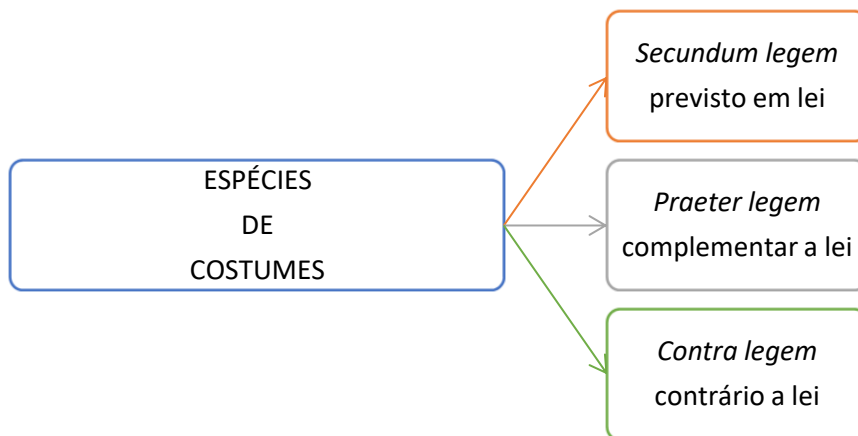 ESPÉCIES
DE
COSTUMES
Secundum legem
previsto em lei
Praeter legem
complementar a lei
Contra legem
contrário a lei